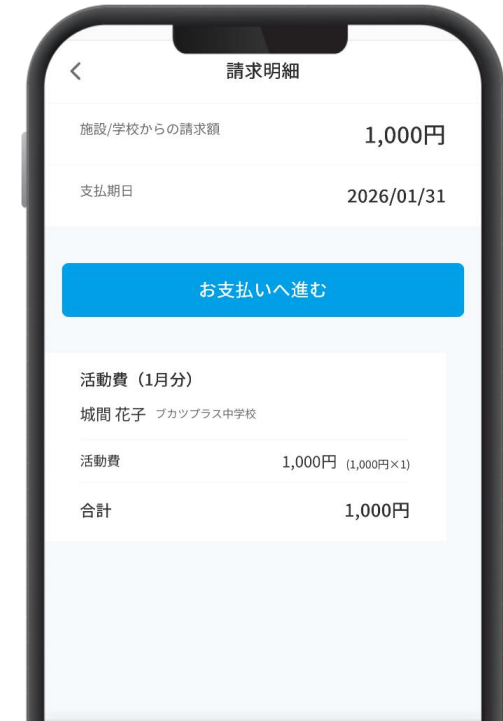 請求明細
施設/学校からの請求額 1,000円
支払期日 2026/01/31
お支払いへ進む
活動費（1月分）
城間 花子 ブカツプラス中学校
活動費 1,000円 (1,000円×1)
合計 1,000円